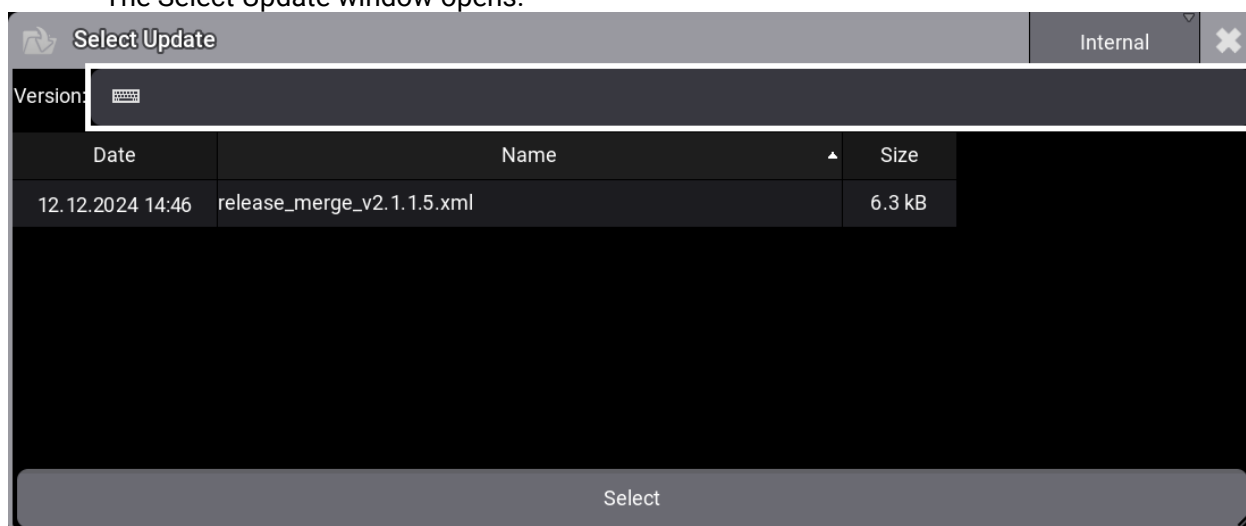 The Select Update window opens.
Select Update Internal
Version:
Date Name Size
12.12.2024 14:46 release_merge_v2.1.1.5.xml 6.3 kB
Select